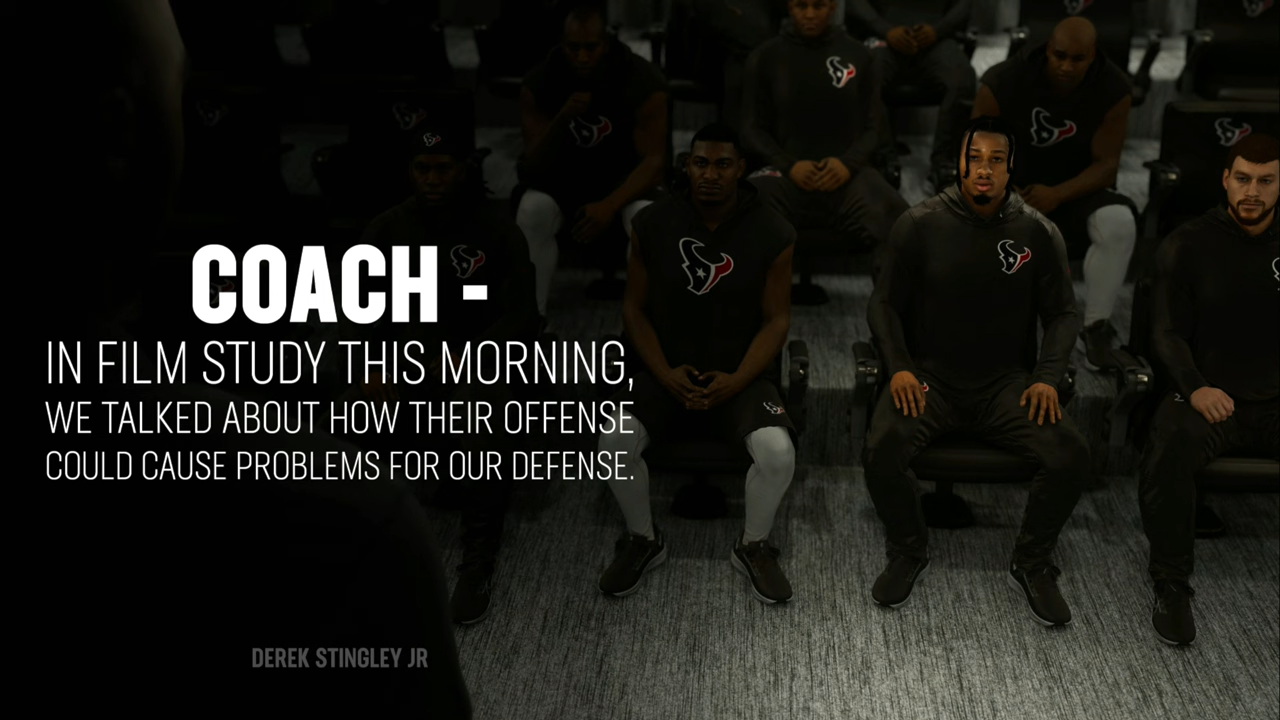 COACH -
IN FILM STUDY THIS MORNING,
WE TALKED ABOUT HOW THEIR OFFENSE
COULD CAUSE PROBLEMS FOR OUR DEFENSE.
DEREK STINGLEY JR